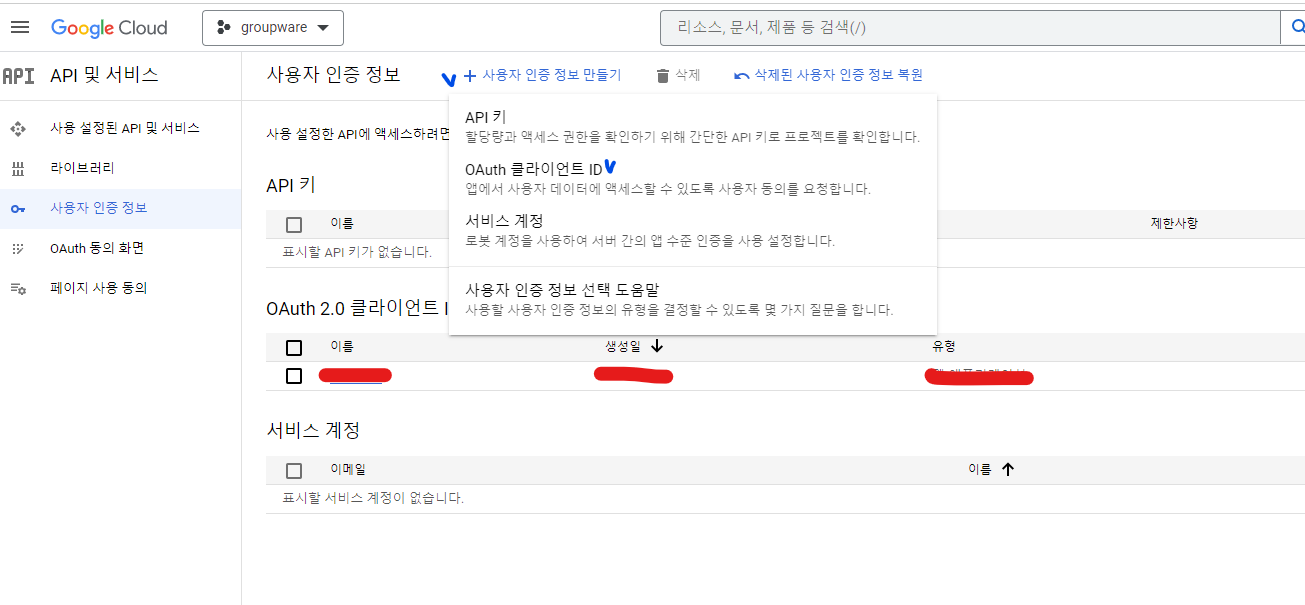 Google Cloud
groupware
리소스, 문서, 제품 등 검색(/)
API
API 및 서비스
사용자 인증 정보
사용자 인증 정보 만들기
삭제
삭제된 사용자 인증 정보 복원
사용 설정된 API 및 서비스
라이브러리
사용자 인증 정보
OAuth 동의 화면
페이지 사용 동의
사용 설정한 API에 액세스하려면
API 키
할당량과 액세스 권한을 확인하기 위해 간단한 API 키로 프로젝트를 확인합니다.
OAuth 클라이언트 ID
앱에서 사용자 데이터에 액세스할 수 있도록 사용자 동의를 요청합니다.
서비스 계정
로봇 계정을 사용하여 서버 간의 앱 수준 인증을 사용 설정합니다.
사용자 인증 정보 선택 도움말
사용할 사용자 인증 정보의 유형을 결정할 수 있도록 몇 가지 질문을 합니다.
API 키
이름
제한사항
표시할 API 키가 없습니다.
OAuth 2.0 클라이언트 I
이름
생성일
유형
서비스 계정
이메일
이름
표시할 서비스 계정이 없습니다.